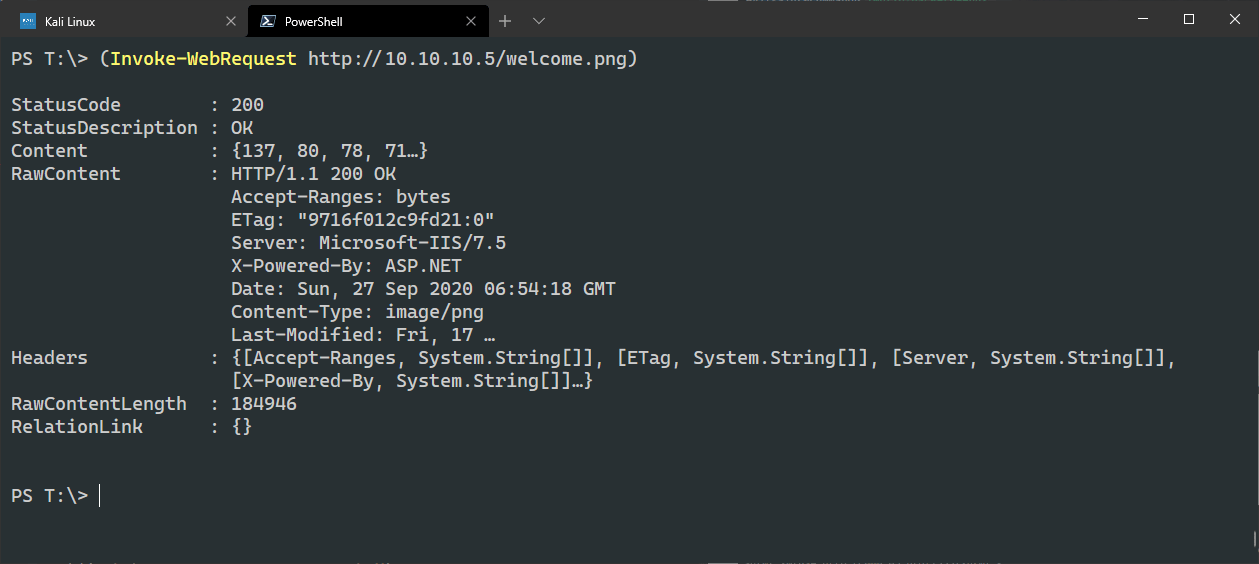 Kali Linux
PowerShell
PS T:\> (Invoke-WebRequest http://10.10.10.5/welcome.png)
StatusCode        : 200
StatusDescription : OK
Content           : {137, 80, 78, 71…}
RawContent        : HTTP/1.1 200 OK
                    Accept-Ranges: bytes
                    ETag: "9716f012c9fd21:0"
                    Server: Microsoft-IIS/7.5
                    X-Powered-By: ASP.NET
                    Date: Sun, 27 Sep 2020 06:54:18 GMT
                    Content-Type: image/png
                    Last-Modified: Fri, 17 …
Headers           : {[Accept-Ranges, System.String[]], [ETag, System.String[]], [Server, System.String[]],
                    [X-Powered-By, System.String[]]…}
RawContentLength  : 184946
RelationLink      : {}
PS T:\>